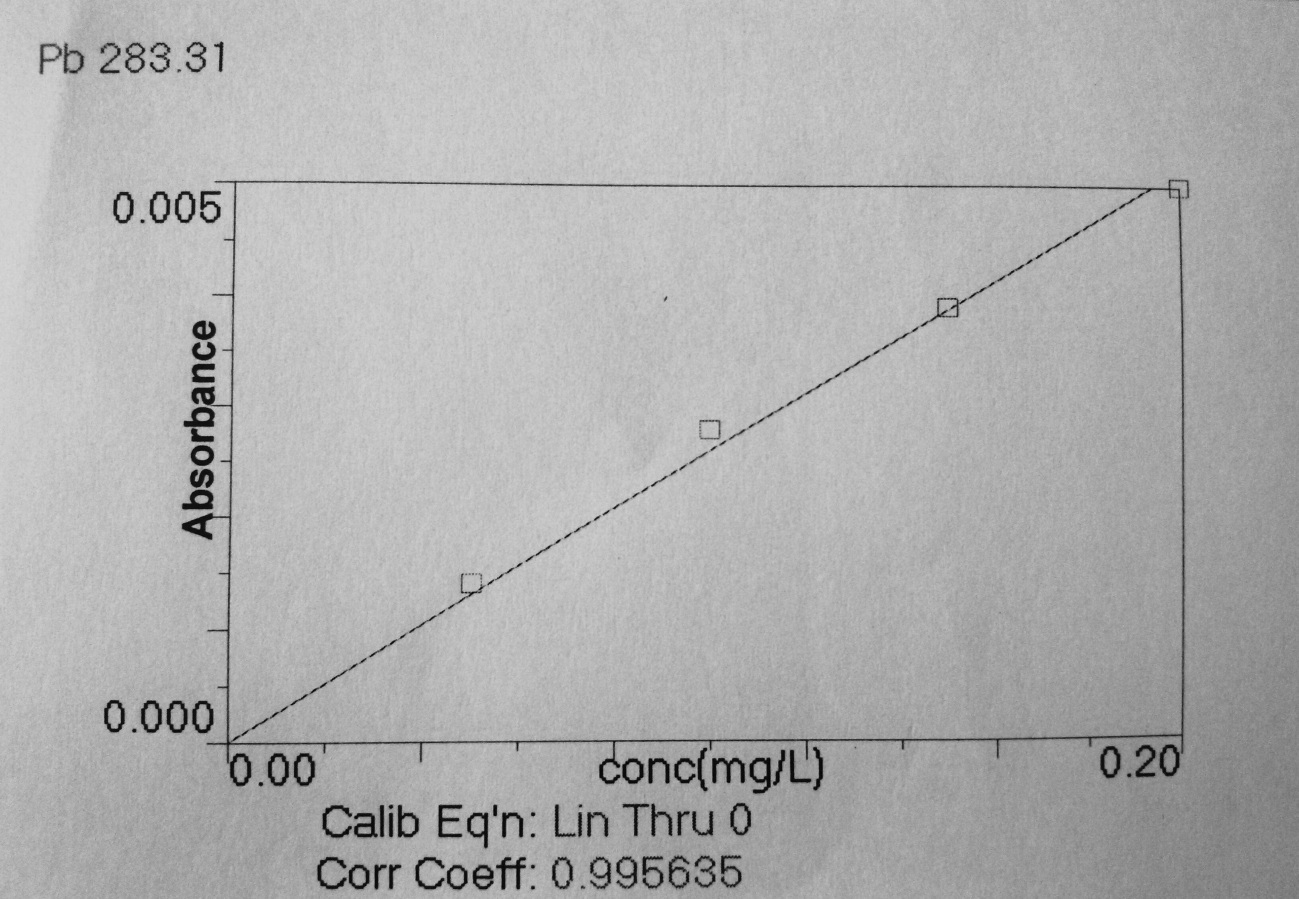 Pb 283.31
0.005
Absorbance
0.000
0.00
conc(mg/L)
0.20
Calib Eq'n: Lin Thru 0
Corr Coeff: 0.995635